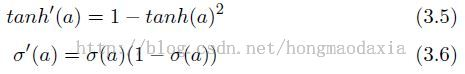 tanh′(a) = 1 − tanh(a)² (3.5)
http://blog.csdn.net/hongmaodaxia
σ′(a) = σ(a)(1 − σ(a)) (3.6)